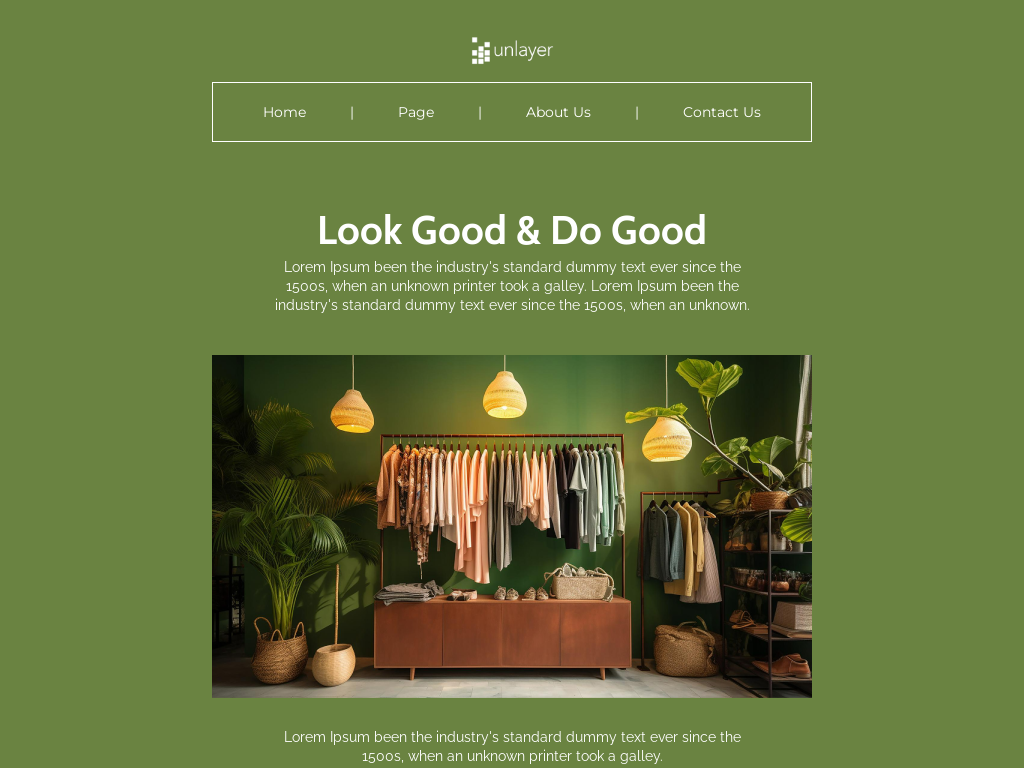 unlayer
Home | Page | About Us | Contact Us
Look Good & Do Good
Lorem Ipsum been the industry's standard dummy text ever since the
1500s, when an unknown printer took a galley. Lorem Ipsum been the
industry's standard dummy text ever since the 1500s, when an unknown.
Lorem Ipsum been the industry's standard dummy text ever since the
1500s, when an unknown printer took a galley.